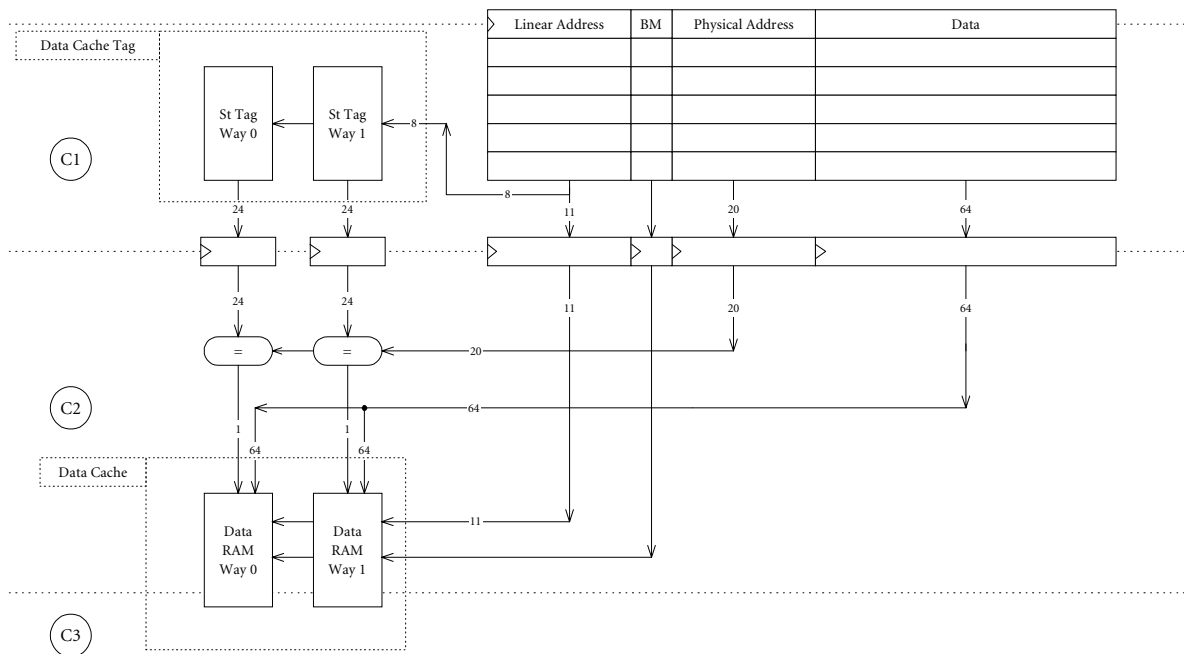 Linear Address BM Physical Address Data
Data Cache Tag
St Tag
Way 0
St Tag
Way 1
8
C1
8
24
24
11
20
64
24
24
11
20
64
=
=
20
C2
64
1
64
1
64
Data Cache
Data
RAM
Way 0
Data
RAM
Way 1
11
C3